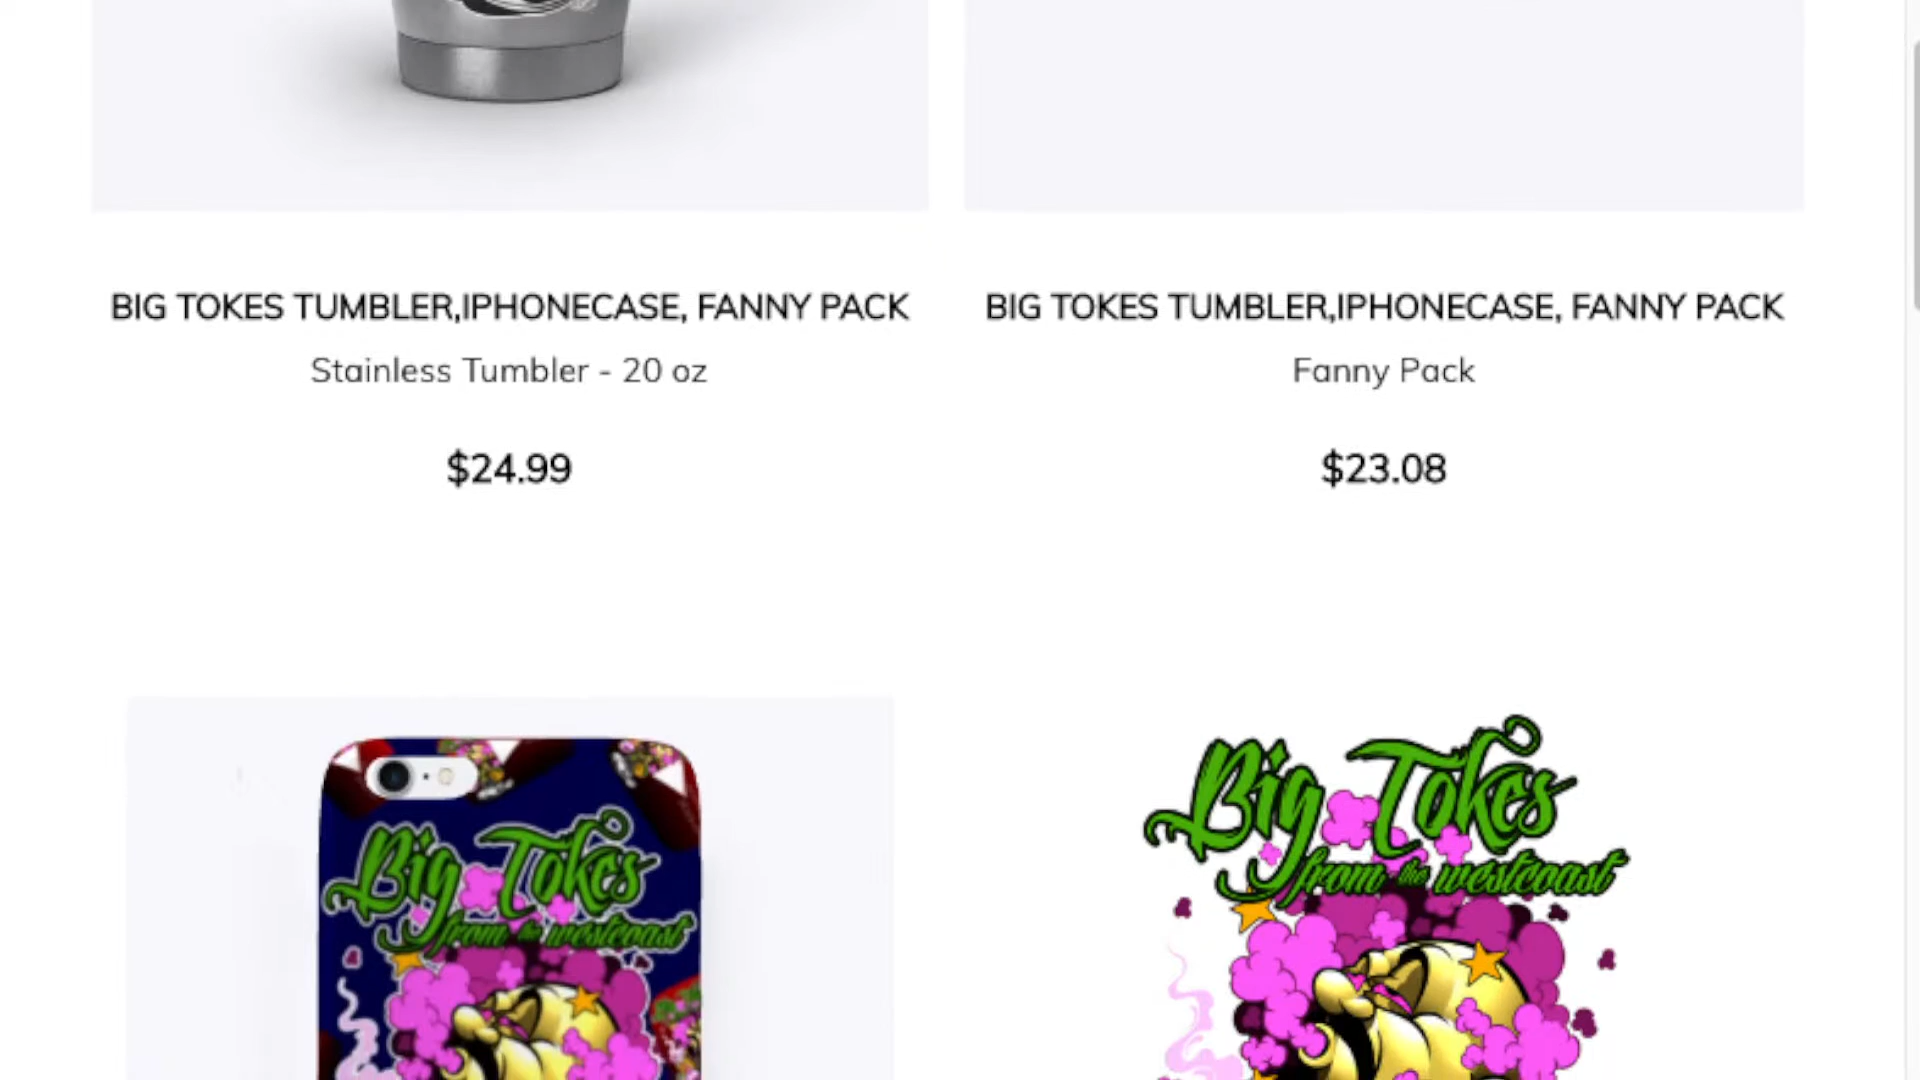 BIG TOKES TUMBLER,IPHONECASE, FANNY PACK
Stainless Tumbler - 20 oz
$24.99
BIG TOKES TUMBLER,IPHONECASE, FANNY PACK
Fanny Pack
$23.08
Big Tokes
from the westcoast
Big Tokes
from the westcoast